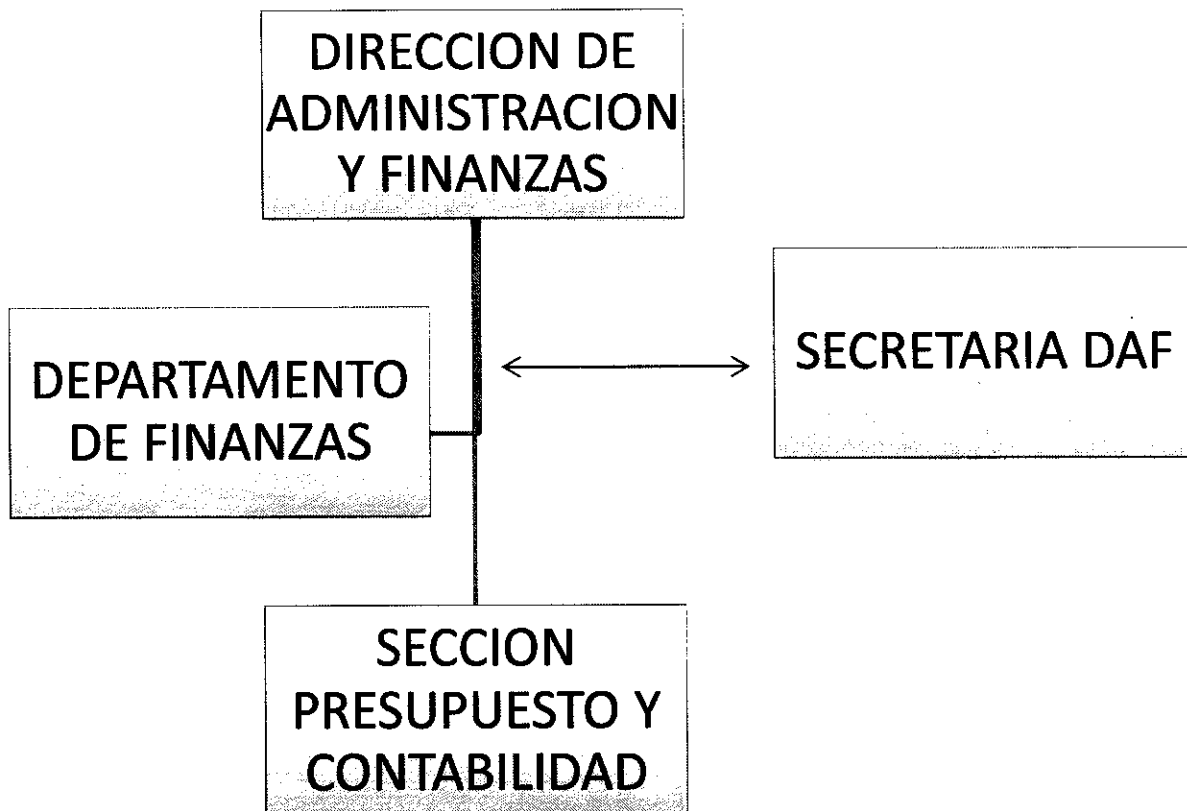 DIRECCION DE
ADMINISTRACION
Y FINANZAS
SECRETARIA DAF
DEPARTAMENTO
DE FINANZAS
SECCION
PRESUPUESTO Y
CONTABILIDAD